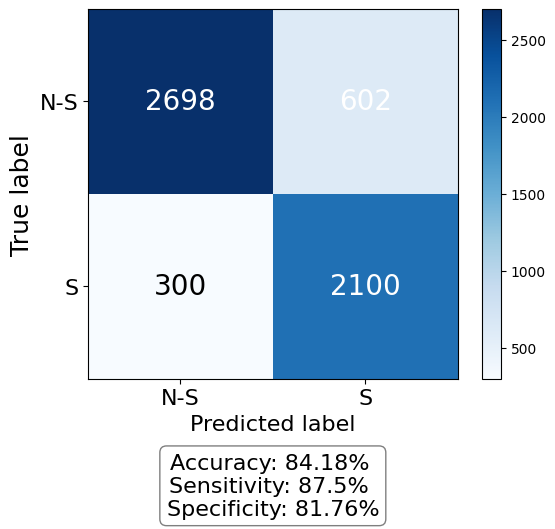 2698
602
300
2100
N-S
S
True label
N-S
S
Predicted label
2500
2000
1500
1000
500
Accuracy: 84.18%
Sensitivity: 87.5%
Specificity: 81.76%